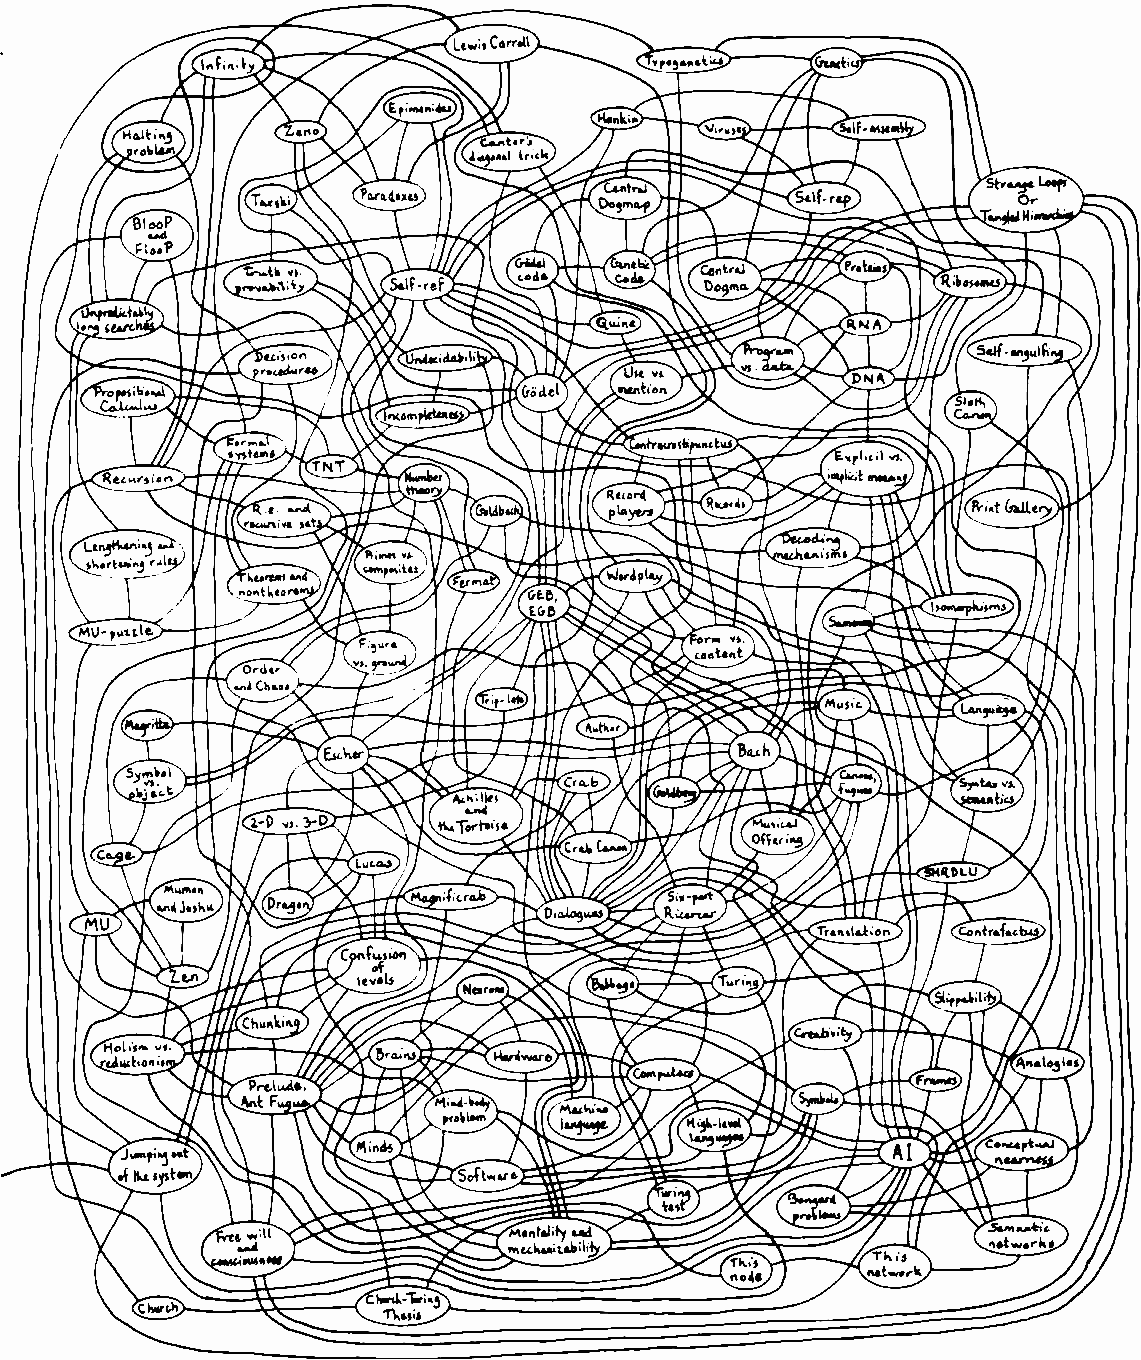 Lewis Carroll
Infinity
Typogenetics
Genetics
Epimenides
Henkin
Viruses
Self-assembly
Halting
problem
Zeno
Cantor's
diagonal trick
Tarski
Paradoxes
Central
Dogmap
Self-rep
Strange Loops
Or
Tangled Hierarchies
BlooP
and
FlooP
Truth vs.
provability
Self-ref
Gödel
code
Genetic
code
Central
Dogma
Proteins
Ribosomes
Unpredictably
long searches
Quine
RNA
Decision
procedures
Undecidability
Program
vs. data
Self-engulfing
Propositional
Calculus
Gödel
Use vs
mention
DNA
Incompleteness
Sloth
Canon
Formal
systems
TNT
Contracrostipunctus
Explicit vs.
implicit meaning
Recursion
Number
theory
R.e. and
recursive sets
Goldbach
Record
players
Records
Print Gallery
Lengthening and
shortening rules
Primes vs.
composites
Decoding
mechanisms
Theorems and
nontheorems
Fermat
Wordplay
GEB,
EGB
Isomorphisms
MU-puzzle
Figure
vs. ground
Form vs.
content
Order
and Chaos
Trip-lets
Music
Language
Magritte
Author
Escher
Bach
Symbol
vs.
object
Crab
Goldberg
Canons,
fugues
Syntax vs.
semantics
2-D vs. 3-D
Achilles
and
the Tortoise
Musical
Offering
Cage
Lucas
Crab Canon
SHRDLU
Mumon
and Joshu
Dragon
Magnificrab
Dialogues
Six-part
Ricercar
MU
Translation
Contrafactus
Zen
Confusion
of
levels
Neurons
Babbage
Turing
Slippability
Chunking
Creativity
Holism vs.
reductionism
Brains
Hardware
Computers
Analogies
Prelude,
Ant Fugue
Frames
Mind-body
problem
Machine
language
Symbols
High-level
languages
Jumping out
of the system
Minds
AI
Conceptual
nearness
Software
Turing
test
Bongard
problems
Free will
and
consciousness
Mentality and
mechanizability
Semantic
networks
This
node
This
network
Church
Church-Turing
Thesis